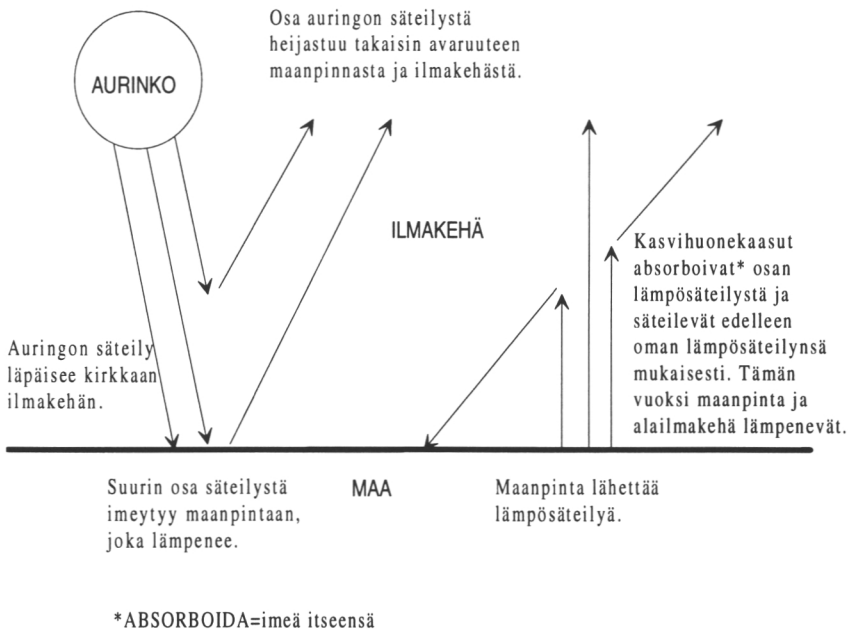 Osa auringon säteilystä
heijastuu takaisin avaruuteen
maanpinnasta ja ilmakehästä.
AURINKO
ILMAKEHÄ
Kasvihuonekaasut
absorboivat* osan
lämpösäteilystä ja
säteilevät edelleen
oman lämpösäteilynsä
mukaisesti. Tämän
vuoksi maanpinta ja
alailmakehä lämpenevät.
Auringon säteily
läpäisee kirkkaan
ilmakehän.
Suurin osa säteilystä
imeytyy maanpintaan,
joka lämpenee.
MAA
Maanpinta lähettää
lämpösäteilyä.
*ABSORBOIDA=imeä itseensä